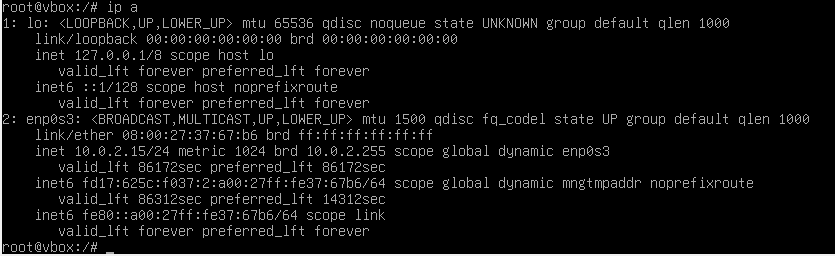 root@vbox:/# ip a
1: lo: <LOOPBACK,UP,LOWER_UP> mtu 65536 qdisc noqueue state UNKNOWN group default qlen 1000
    link/loopback 00:00:00:00:00:00 brd 00:00:00:00:00:00
    inet 127.0.0.1/8 scope host lo
       valid_lft forever preferred_lft forever
    inet6 ::1/128 scope host noprefixroute
       valid_lft forever preferred_lft forever
2: enp0s3: <BROADCAST,MULTICAST,UP,LOWER_UP> mtu 1500 qdisc fq_codel state UP group default qlen 1000
    link/ether 08:00:27:37:67:b6 brd ff:ff:ff:ff:ff:ff
    inet 10.0.2.15/24 metric 1024 brd 10.0.2.255 scope global dynamic enp0s3
       valid_lft 86172sec preferred_lft 86172sec
    inet6 fd17:625c:f037:2:a00:27ff:fe37:67b6/64 scope global dynamic mngtmpaddr noprefixroute
       valid_lft 86312sec preferred_lft 14312sec
    inet6 fe80::a00:27ff:fe37:67b6/64 scope link
       valid_lft forever preferred_lft forever
root@vbox:/#